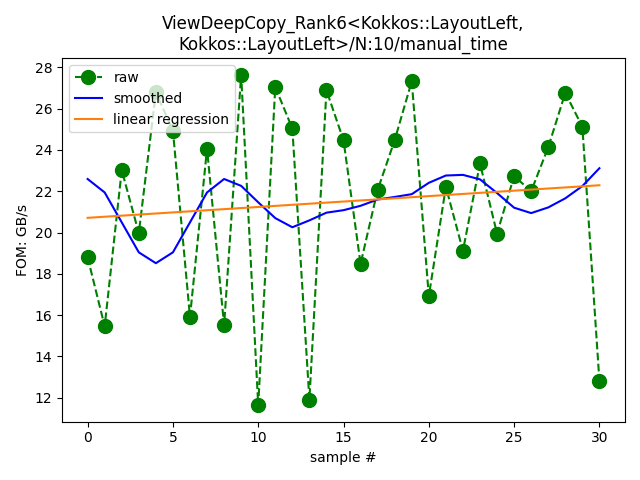 ViewDeepCopy_Rank6<Kokkos::LayoutLeft,
Kokkos::LayoutLeft>/N:10/manual_time
raw
smoothed
linear regression
FOM: GB/s
28
26
24
22
20
18
16
14
12
0 5 10 15 20 25 30
sample #